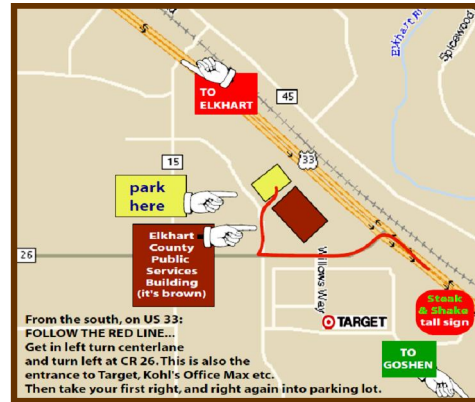 Elkhart R
Spicewood
TO
ELKHART
45
33
15
park
here
Elkhart
County
Public
Services
Building
(it's brown)
26
Willows Way
TARGET
Steak
& Shake
tall sign
TO
GOSHEN
From the south, on US 33:
FOLLOW THE RED LINE...
Get in left turn centerlane
and turn left at CR 26. This is also the
entrance to Target, Kohl's Office Max etc.
Then take your first right, and right again into parking lot.